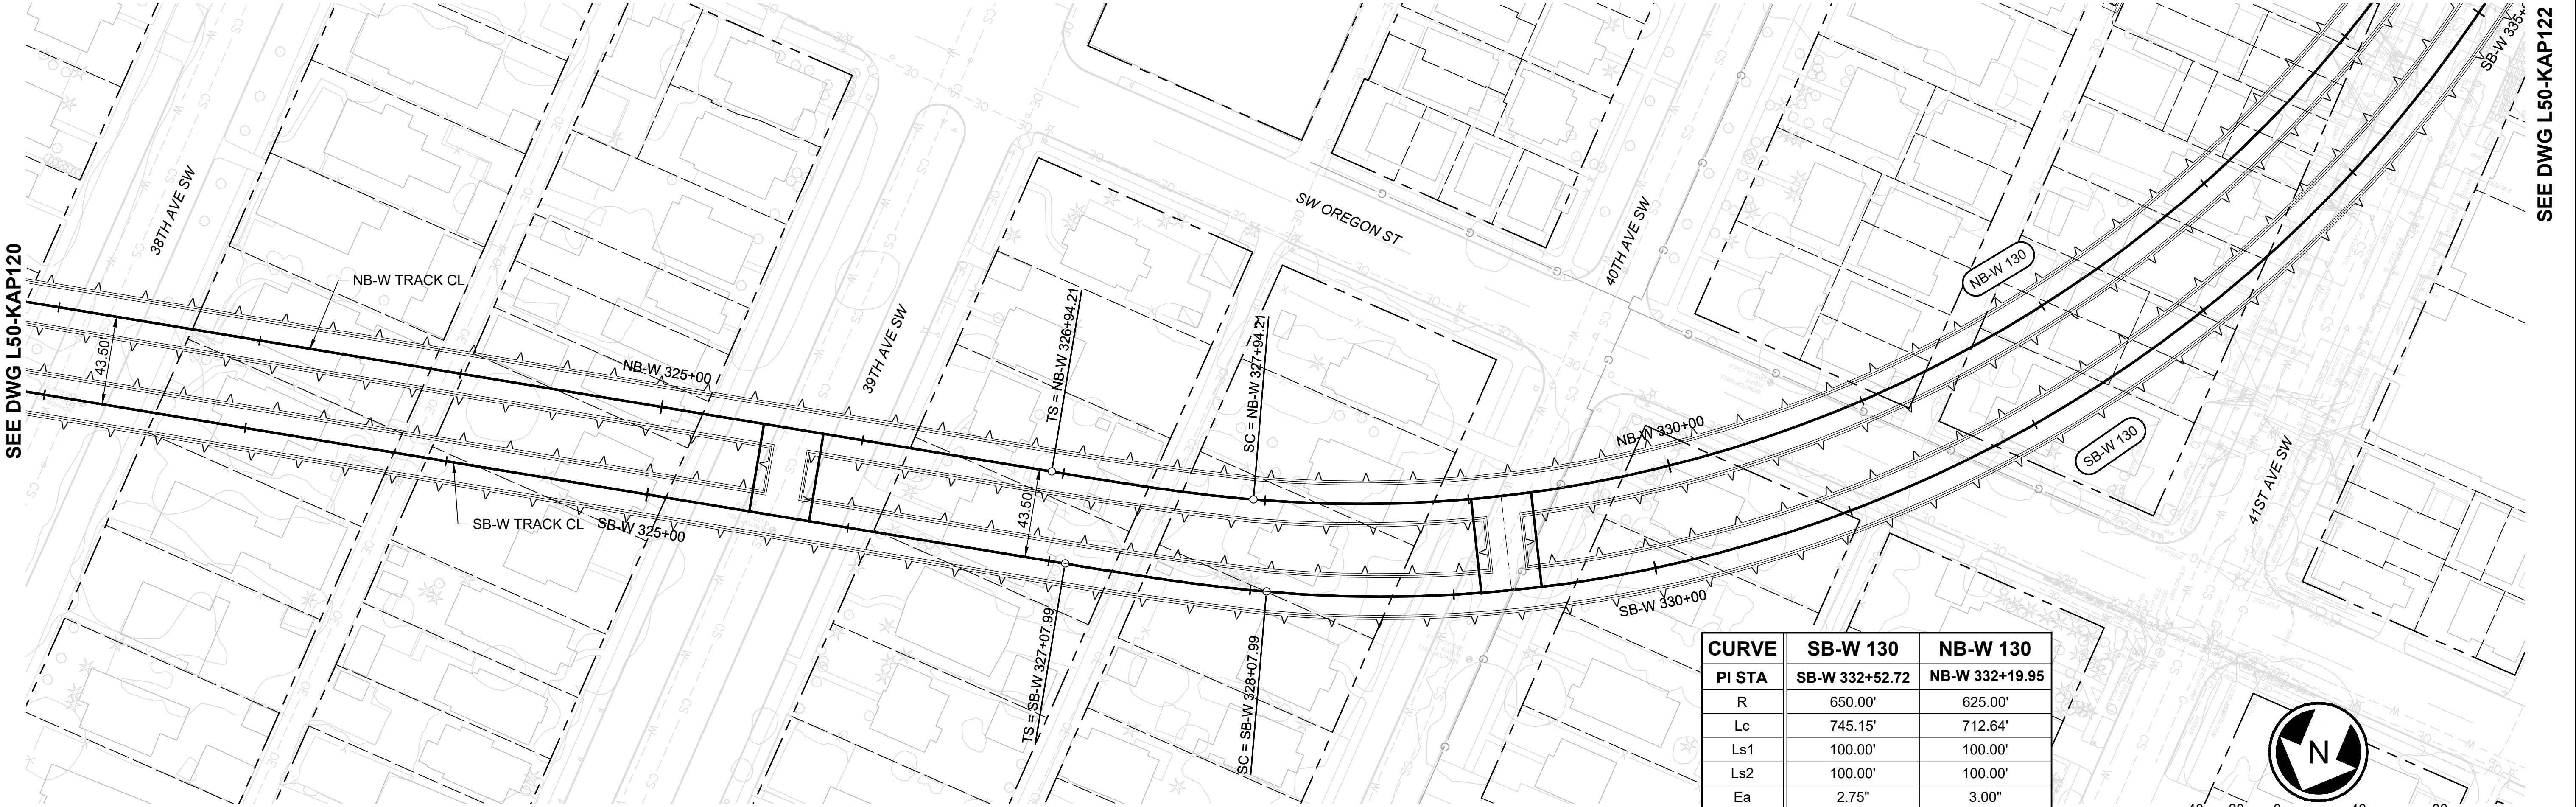 SEE DWG L50-KAP120
SEE DWG L50-KAP122
SB-W 335+
38TH AVE SW
NB-W TRACK CL
43.50
NB-W 325+00
39TH AVE SW
SW OREGON ST
40TH AVE SW
NB-W 130
TS = NB-W 326+94.21
SC = NB-W 327+94.21
NB-W 330+00
SB-W 130
41ST AVE SW
SB-W TRACK CL
SB-W 325+00
43.50
TS = SB-W 327+07.99
SC = SB-W 328+07.99
SB-W 330+00
CURVE SB-W 130 NB-W 130
PI STA SB-W 332+52.72 NB-W 332+19.95
R 650.00' 625.00'
Lc 745.15' 712.64'
Ls1 100.00' 100.00'
Ls2 100.00' 100.00'
Ea 2.75" 3.00"
N